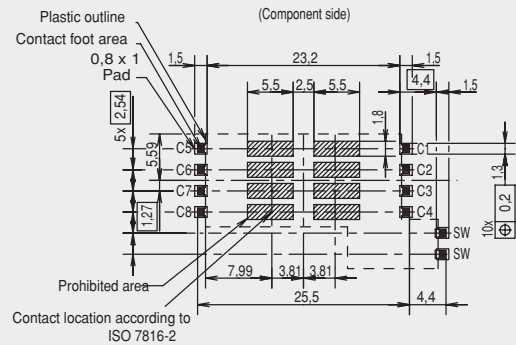 Plastic outline
(Component side)
Contact foot area
0,8 x 1
Pad
1,5
23,2
1,5
5,5
2,5
5,5
4,4
1,5
5x 2,54
5,59
1,8
C5
C1
C6
C2
C7
C3
C8
C4
1,3
10x ⌖ 0,2
1,27
SW
SW
7,99
3,81
3,81
Prohibited area
25,5
4,4
Contact location according to
ISO 7816-2